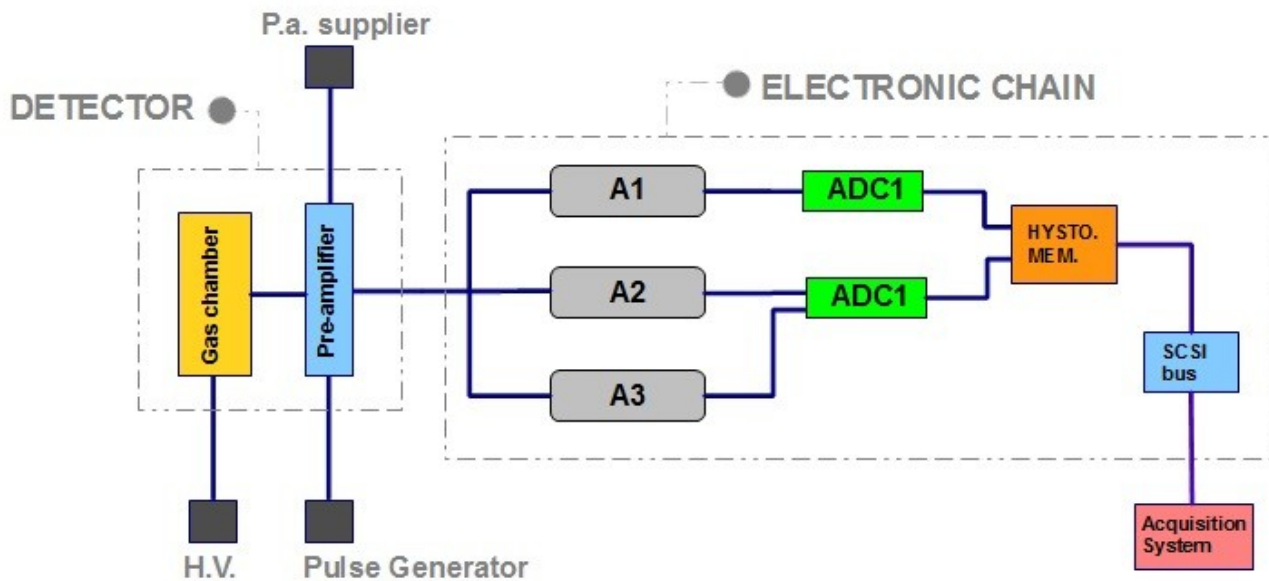 P.a. supplier
DETECTOR
ELECTRONIC CHAIN
Gas chamber
Pre-amplifier
A1
ADC1
A2
ADC1
A3
HYSTO.
MEM.
SCSI
bus
Acquisition
System
H.V.
Pulse Generator